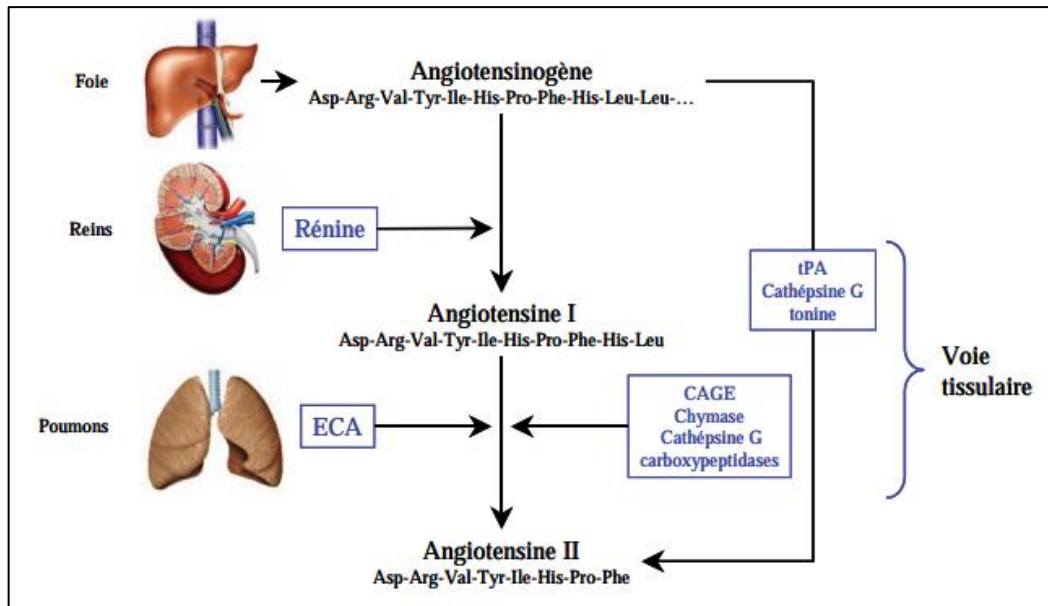 Foie
Angiotensinogène
Asp-Arg-Val-Tyr-Ile-His-Pro-Phe-His-Leu-Leu-...
Reins
Rénine
tPA
Cathépsine G
tonine
Angiotensine I
Asp-Arg-Val-Tyr-Ile-His-Pro-Phe-His-Leu
Voie
tissulaire
Poumons
ECA
CAGE
Chymase
Cathépsine G
carboxypeptidases
Angiotensine II
Asp-Arg-Val-Tyr-Ile-His-Pro-Phe